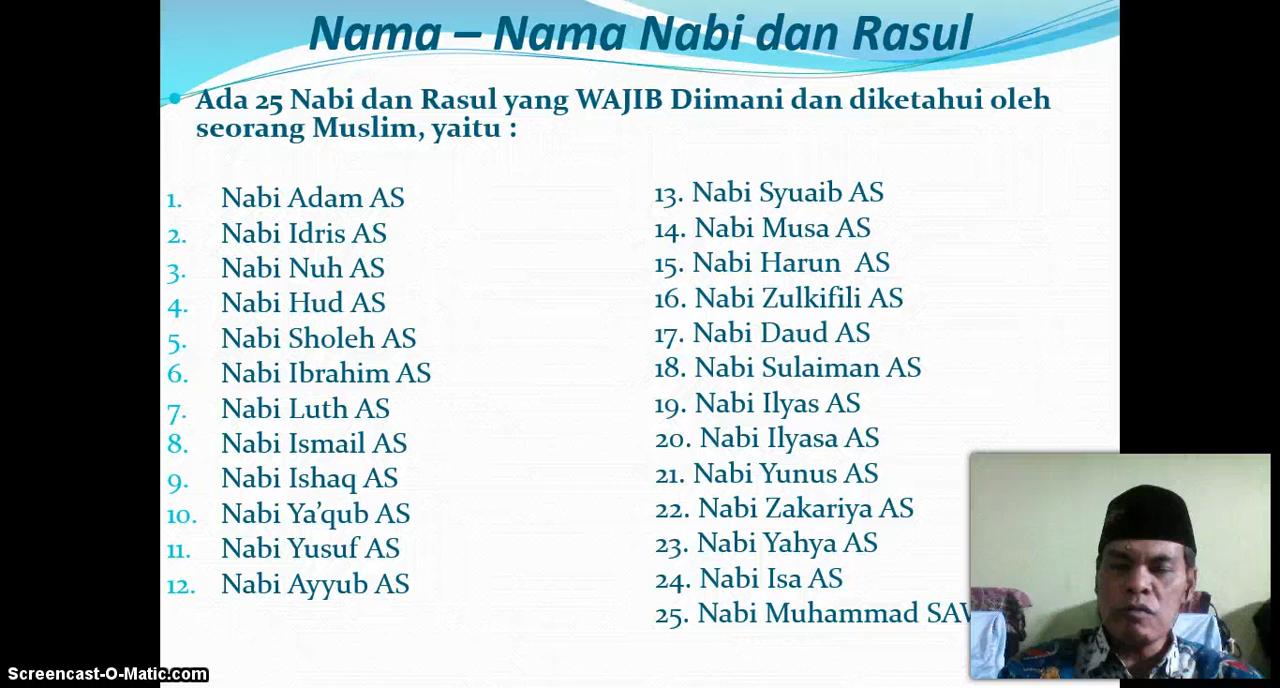 Nama – Nama Nabi dan Rasul
• Ada 25 Nabi dan Rasul yang WAJIB Diimani dan diketahui oleh
seorang Muslim, yaitu :
1. Nabi Adam AS
2. Nabi Idris AS
3. Nabi Nuh AS
4. Nabi Hud AS
5. Nabi Sholeh AS
6. Nabi Ibrahim AS
7. Nabi Luth AS
8. Nabi Ismail AS
9. Nabi Ishaq AS
10. Nabi Ya’qub AS
11. Nabi Yusuf AS
12. Nabi Ayyub AS
13. Nabi Syuaib AS
14. Nabi Musa AS
15. Nabi Harun AS
16. Nabi Zulkifili AS
17. Nabi Daud AS
18. Nabi Sulaiman AS
19. Nabi Ilyas AS
20. Nabi Ilyasa AS
21. Nabi Yunus AS
22. Nabi Zakariya AS
23. Nabi Yahya AS
24. Nabi Isa AS
25. Nabi Muhammad SAW
Screencast-O-Matic.com